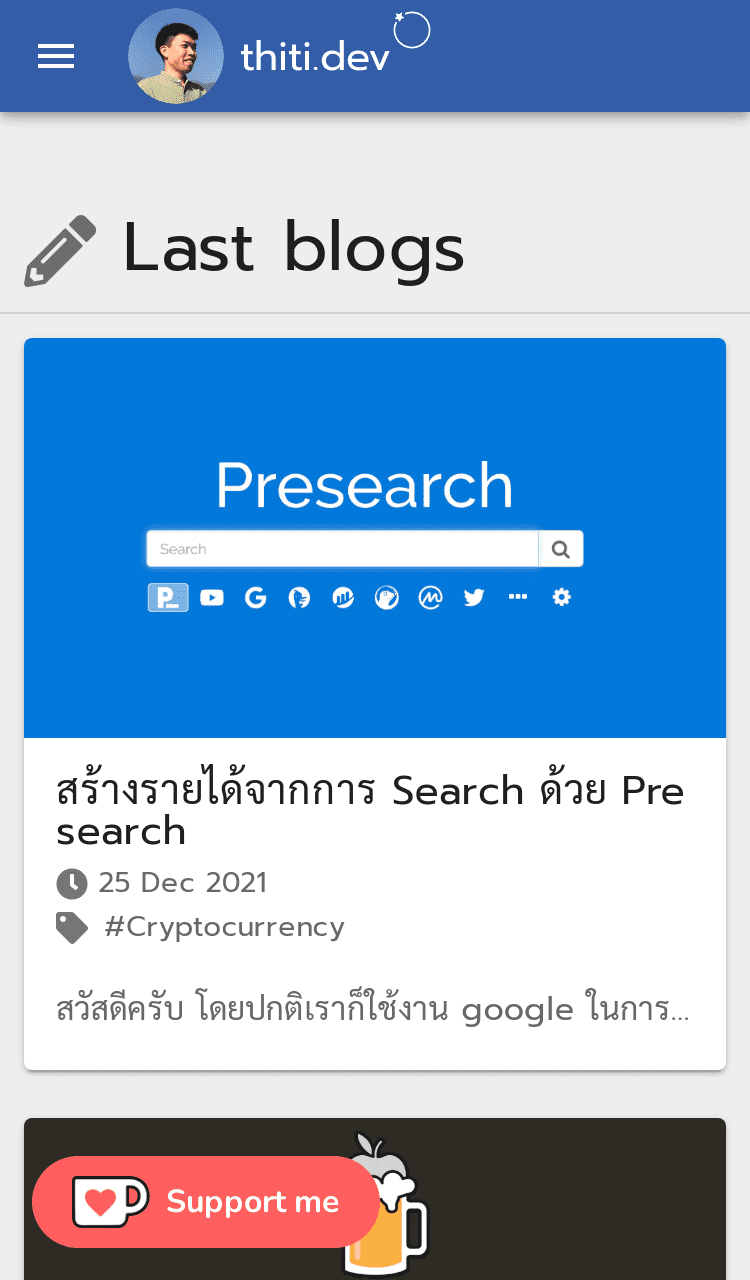 thiti.dev
Last blogs
Presearch
Search
สร้างรายได้จากการ Search ด้วย Pre
search
25 Dec 2021
#Cryptocurrency
สวัสดีครับ โดยปกติเราก็ใช้งาน google ในการ...
Support me